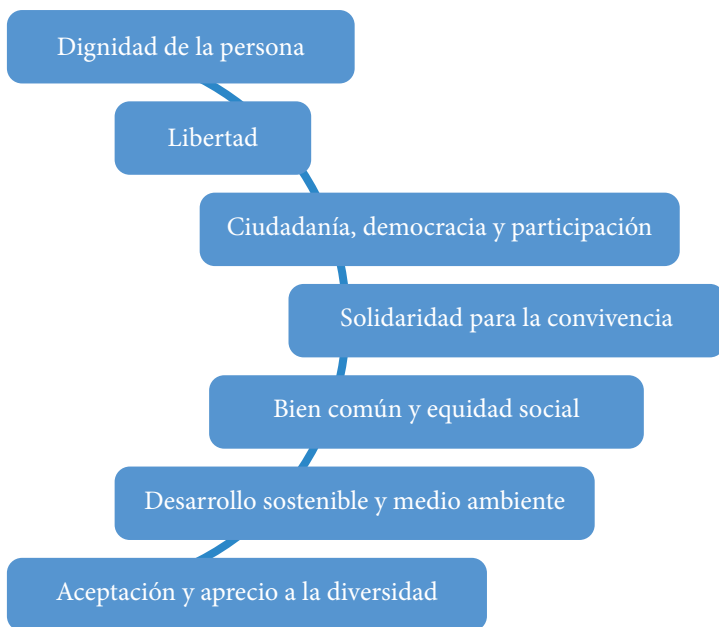 Dignidad de la persona
Libertad
Ciudadanía, democracia y participación
Solidaridad para la convivencia
Bien común y equidad social
Desarrollo sostenible y medio ambiente
Aceptación y aprecio a la diversidad